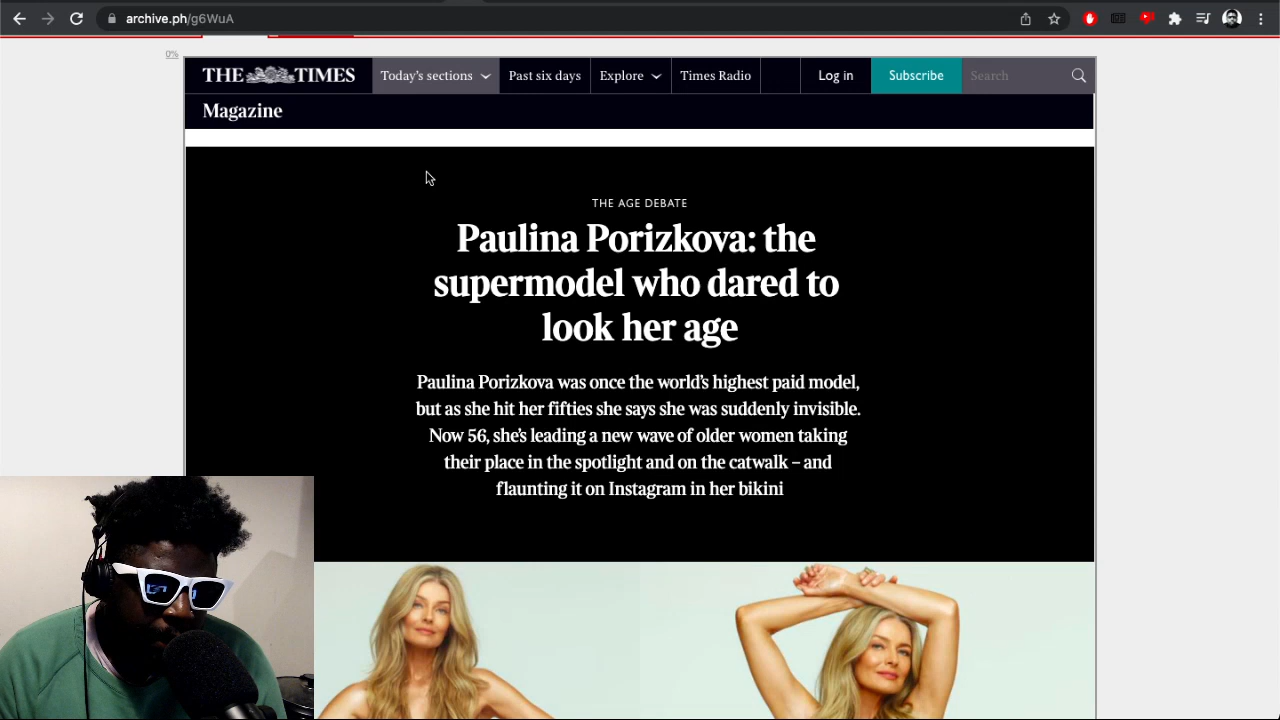 archive.ph/g6WuA
0%
THE TIMES
Today's sections
Past six days
Explore
Times Radio
Log in
Subscribe
Search
Magazine
THE AGE DEBATE
Paulina Porizkova: the
supermodel who dared to
look her age
Paulina Porizkova was once the world's highest paid model,
but as she hit her fifties she says she was suddenly invisible.
Now 56, she's leading a new wave of older women taking
their place in the spotlight and on the catwalk – and
flaunting it on Instagram in her bikini